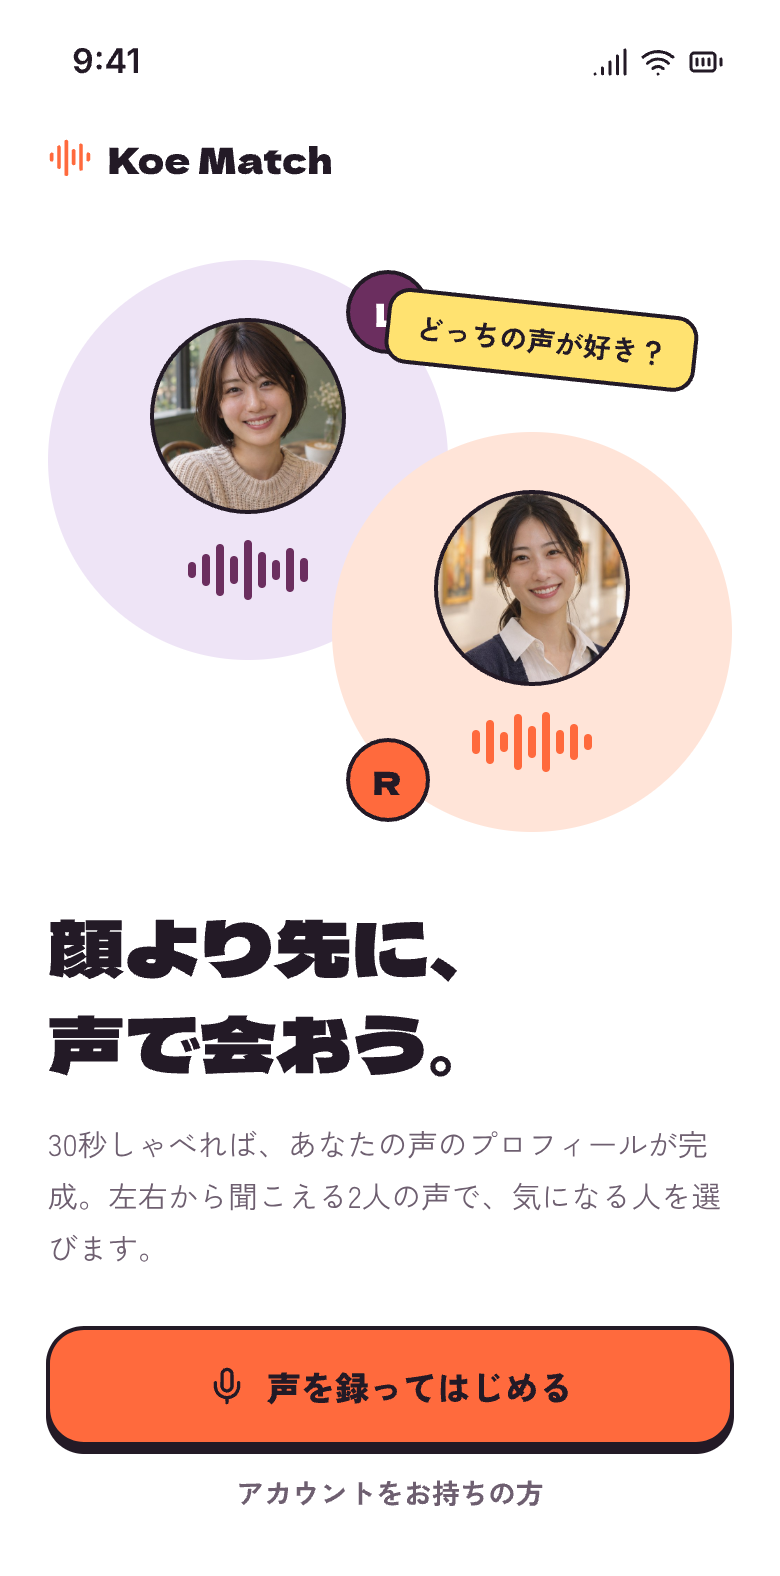 9:41
Koe Match
どっちの声が好き？
R
顔より先に、
声で会おう。
30秒しゃべれば、あなたの声のプロフィールが完
成。左右から聞こえる2人の声で、気になる人を選
びます。
声を録ってはじめる
アカウントをお持ちの方